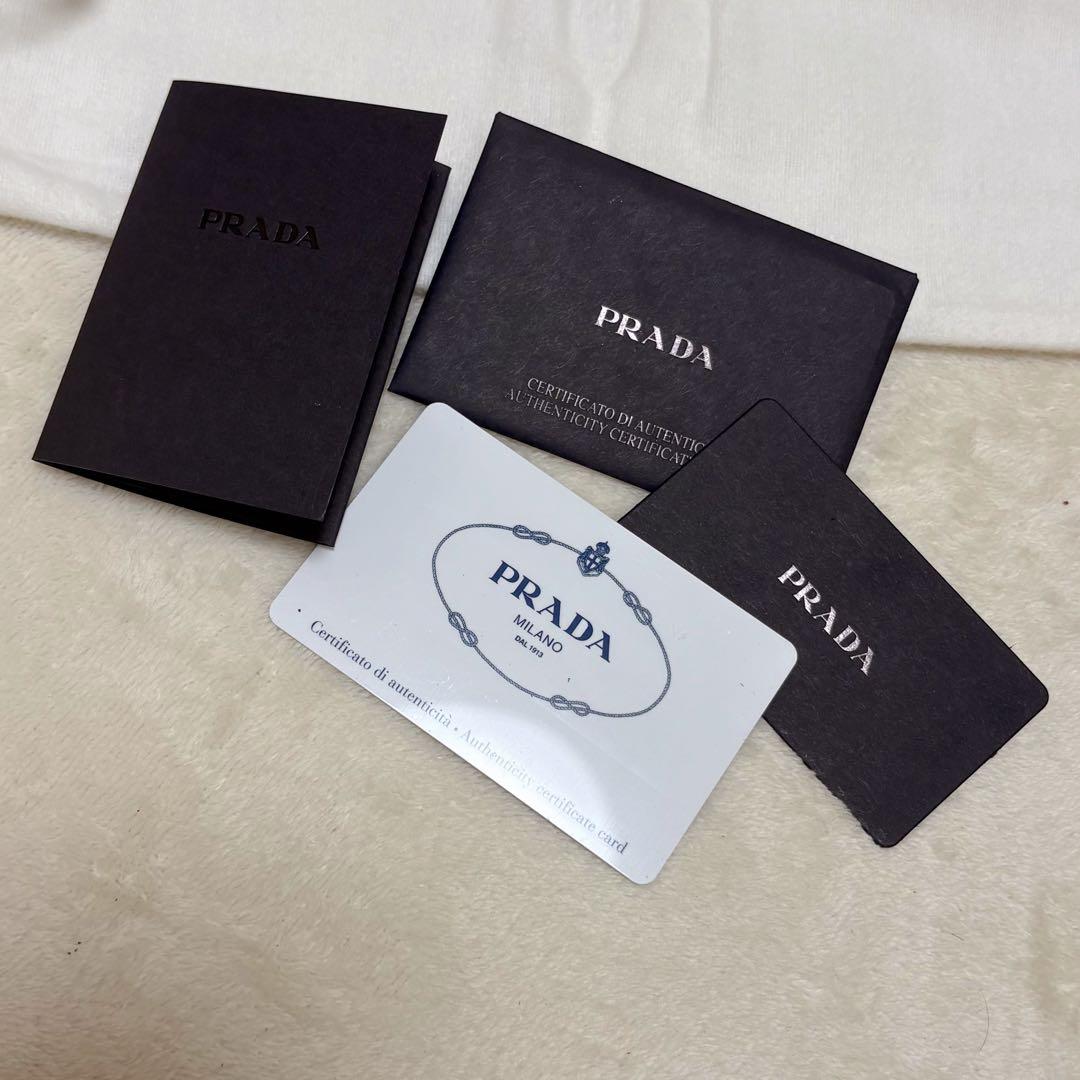 PRADA
PRADA
CERTIFICATO DI AUTENTIC
AUTHENTICITY CERTIFICAT
PRADA
MILANO
DAL 1913
Certificato di autenticità • Authenticity certificate card
PRADA